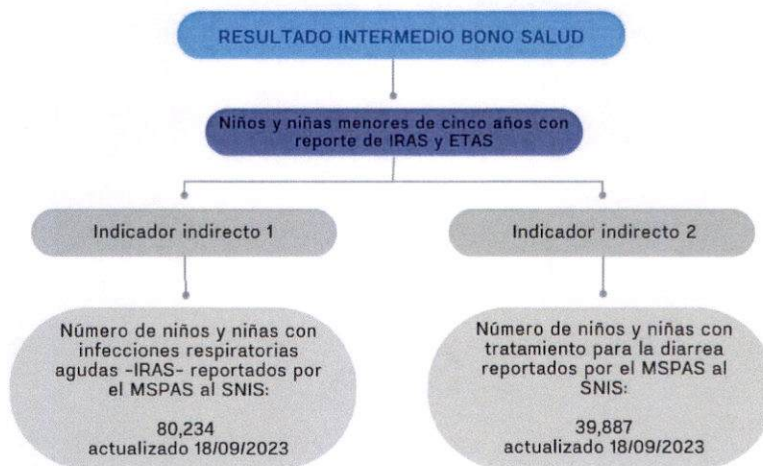 RESULTADO INTERMEDIO BONO SALUD
Niños y niñas menores de cinco años con
reporte de IRAS y ETAS
Indicador indirecto 1
Número de niños y niñas con
infecciones respiratorias
agudas -IRAS- reportados por
el MSPAS al SNIS:
80,234
actualizado 18/09/2023
Indicador indirecto 2
Número de niños y niñas con
tratamiento para la diarrea
reportados por el MSPAS al
SNIS:
39,887
actualizado 18/09/2023